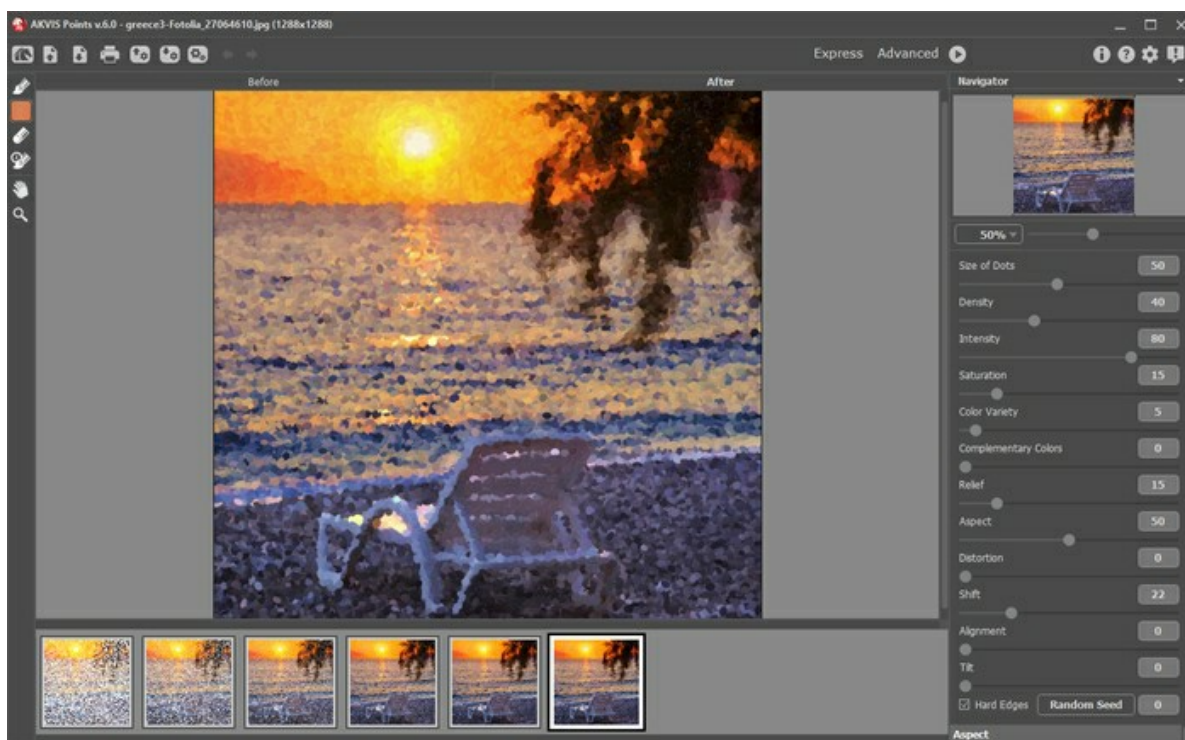 AKVIS Points v.6.0 - greece3-Fotolia_27064610.jpg (1288x1288)
Express Advanced
Before After
Navigator
50%
Size of Dots 50
Density 40
Intensity 80
Saturation 15
Color Variety 5
Complementary Colors 0
Relief 15
Aspect 50
Distortion 0
Shift 22
Alignment 0
Tilt 0
Hard Edges Random Seed 0
Aspect